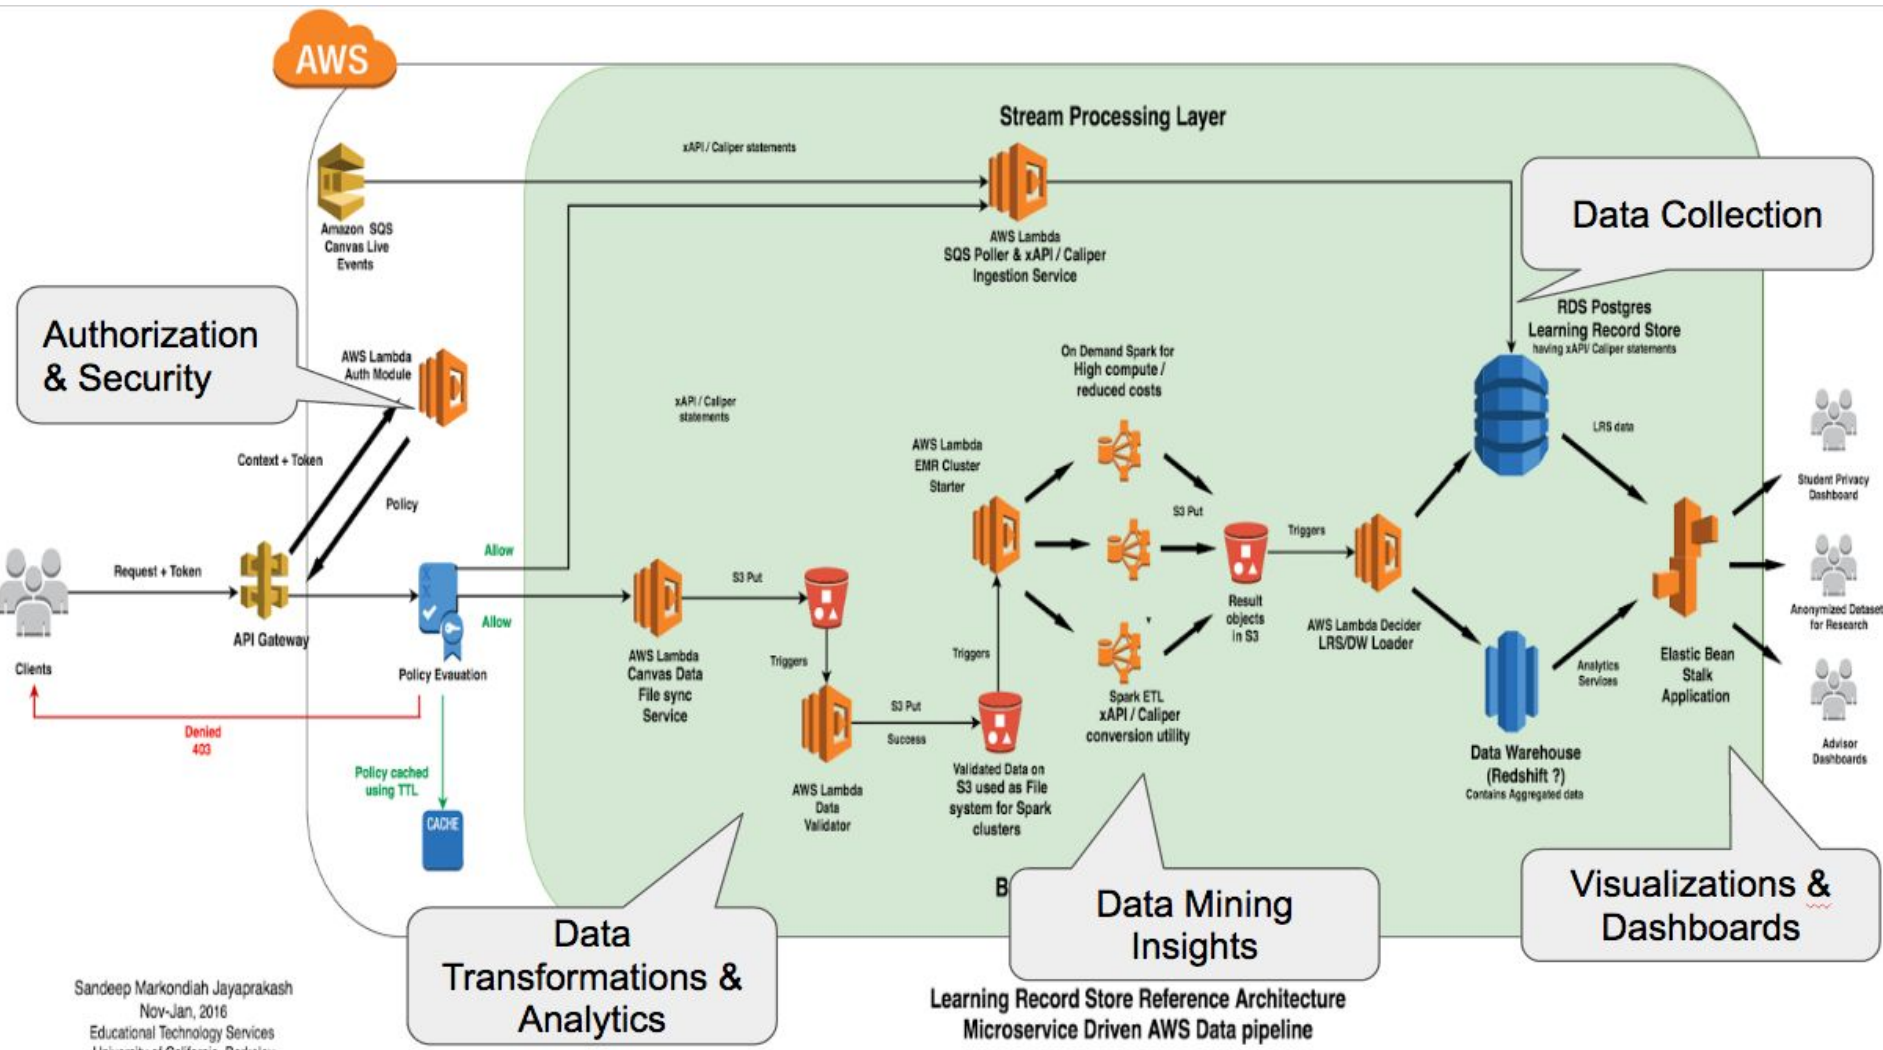 AWS
Stream Processing Layer
xAPI / Caliper statements
Amazon SQS
Canvas Live
Events
AWS Lambda
SQS Poller & xAPI / Caliper
Ingestion Service
Data Collection
Authorization
& Security
AWS Lambda
Auth Module
Context + Token
Policy
xAPI / Caliper
statements
On Demand Spark for
High compute /
reduced costs
RDS Postgres
Learning Record Store
having xAPI/ Caliper statements
LRS data
AWS Lambda
EMR Cluster
Starter
S3 Put
Triggers
Student Privacy
Dashboard
Request + Token
API Gateway
Clients
Allow
Allow
Policy Evauation
Denied
403
Policy cached
using TTL
CACHE
S3 Put
AWS Lambda
Canvas Data
File sync
Service
Triggers
AWS Lambda
Data
Validator
S3 Put
Success
Triggers
Validated Data on
S3 used as File
system for Spark
clusters
Spark ETL
xAPI / Caliper
conversion utility
Result
objects
in S3
AWS Lambda Decider
LRS/DW Loader
Analytics
Services
Data Warehouse
(Redshift ?)
Contains Aggregated data
Elastic Bean
Stalk
Application
Anonymized Dataset
for Research
Advisor
Dashboards
B
Data
Transformations &
Analytics
Data Mining
Insights
Visualizations &
Dashboards
Sandeep Markondiah Jayaprakash
Nov-Jan, 2016
Educational Technology Services
University of California, Berkeley
Learning Record Store Reference Architecture
Microservice Driven AWS Data pipeline